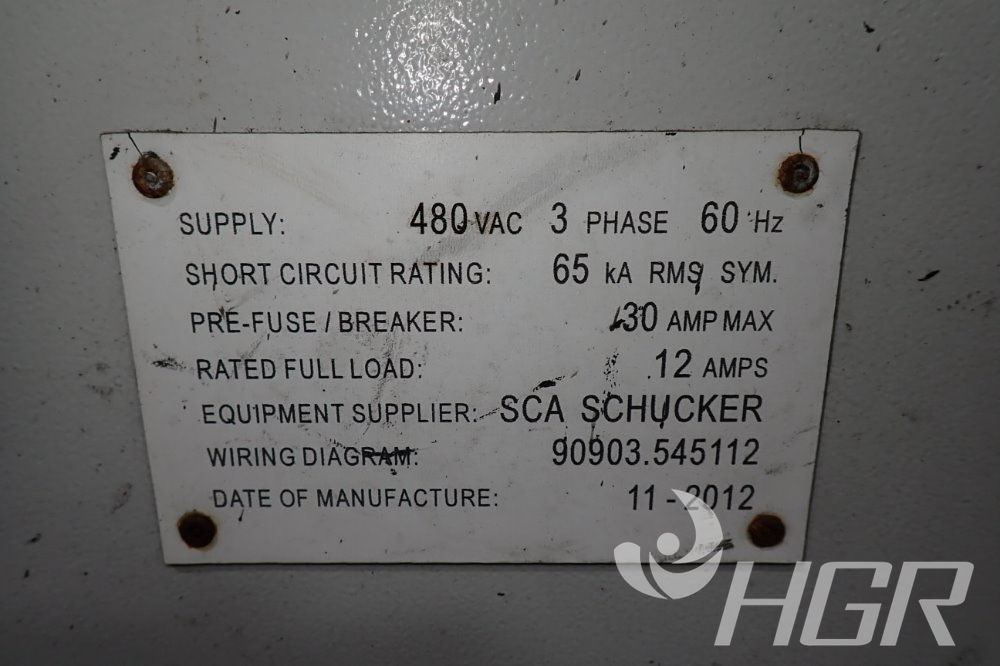 SUPPLY: 480 VAC 3 PHASE 60 Hz
SHORT CIRCUIT RATING: 65 kA RMS SYM.
PRE-FUSE / BREAKER: 30 AMP MAX
RATED FULL LOAD: 12 AMPS
EQUIPMENT SUPPLIER: SCA SCHUCKER
WIRING DIAGRAM: 90903.545112
DATE OF MANUFACTURE: 11 - 2012
HGR